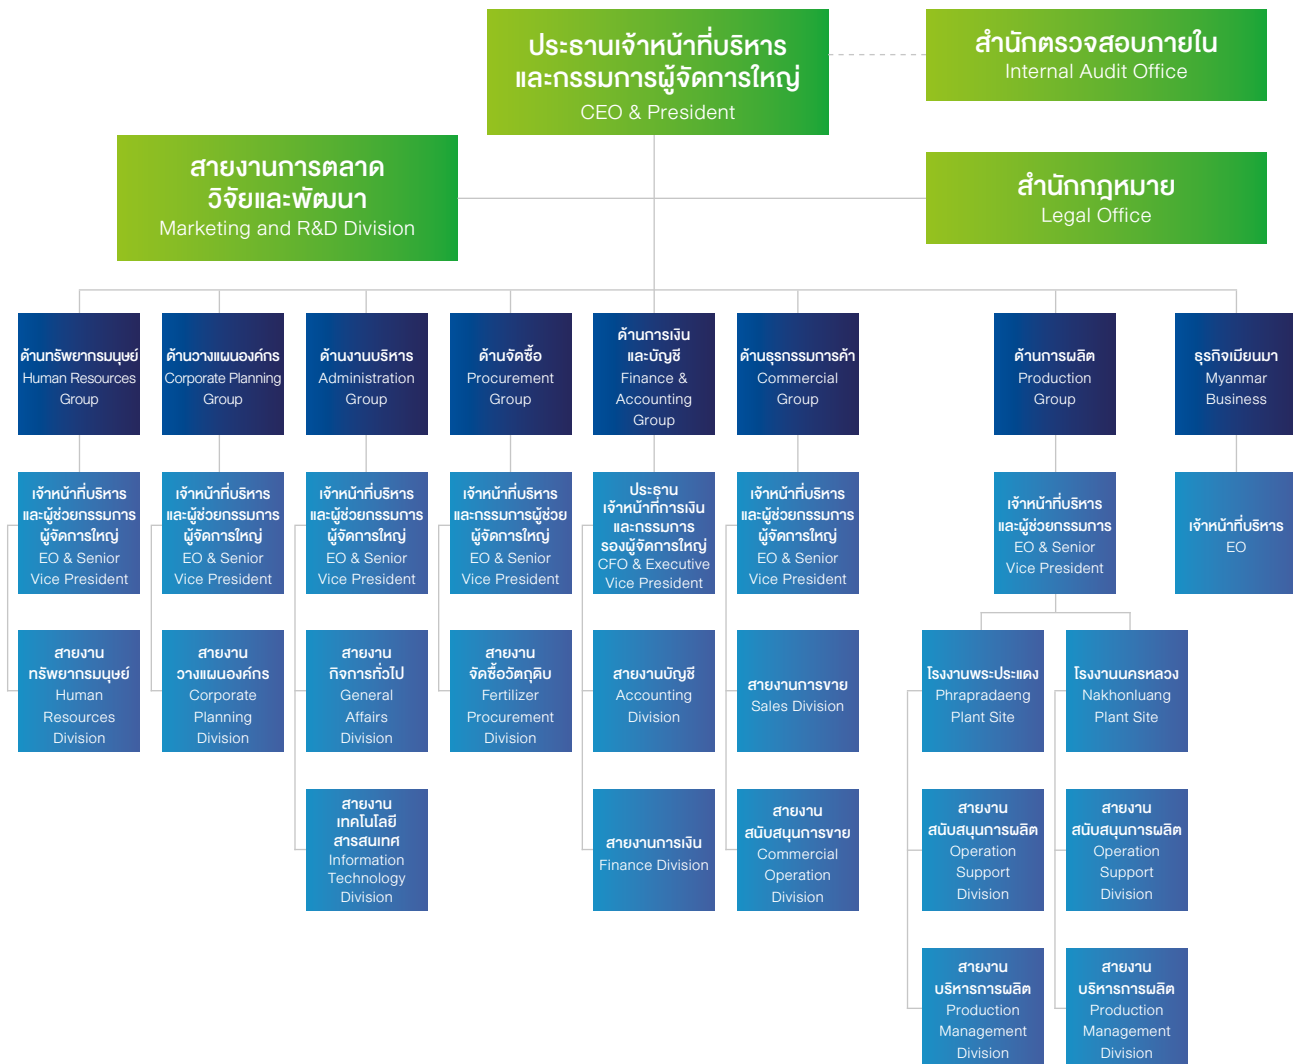 ประธานเจ้าหน้าที่บริหาร
และกรรมการผู้จัดการใหญ่
CEO & President
สำนักตรวจสอบภายใน
Internal Audit Office
สายงานการตลาด
วิจัยและพัฒนา
Marketing and R&D Division
สำนักกฎหมาย
Legal Office
ด้านทรัพยากรมนุษย์
Human Resources
Group
ด้านวางแผนองค์กร
Corporate Planning
Group
ด้านงานบริหาร
Administration
Group
ด้านจัดซื้อ
Procurement
Group
ด้านการเงิน
และบัญชี
Finance &
Accounting
Group
ด้านธุรกรรมการค้า
Commercial
Group
ด้านการผลิต
Production
Group
ธุรกิจเมียนมา
Myanmar
Business
เจ้าหน้าที่บริหาร
และผู้ช่วยกรรมการ
ผู้จัดการใหญ่
EO & Senior
Vice President
เจ้าหน้าที่บริหาร
และผู้ช่วยกรรมการ
ผู้จัดการใหญ่
EO & Senior
Vice President
เจ้าหน้าที่บริหาร
และผู้ช่วยกรรมการ
ผู้จัดการใหญ่
EO & Senior
Vice President
เจ้าหน้าที่บริหาร
และกรรมการผู้ช่วย
ผู้จัดการใหญ่
EO & Senior
Vice President
ประธาน
เจ้าหน้าที่การเงิน
และกรรมการ
รองผู้จัดการใหญ่
CFO & Executive
Vice President
เจ้าหน้าที่บริหาร
และผู้ช่วยกรรมการ
ผู้จัดการใหญ่
EO & Senior
Vice President
เจ้าหน้าที่บริหาร
และผู้ช่วยกรรมการ
EO & Senior
Vice President
เจ้าหน้าที่บริหาร
EO
สายงาน
ทรัพยากรมนุษย์
Human
Resources
Division
สายงาน
วางแผนองค์กร
Corporate
Planning
Division
สายงาน
กิจการทั่วไป
General
Affairs
Division
สายงาน
จัดซื้อวัตถุดิบ
Fertilizer
Procurement
Division
สายงานบัญชี
Accounting
Division
สายงานการขาย
Sales Division
โรงงานพระประแดง
Phrapradaeng
Plant Site
โรงงานนครหลวง
Nakhonluang
Plant Site
สายงาน
เทคโนโลยี
สารสนเทศ
Information
Technology
Division
สายงานการเงิน
Finance Division
สายงาน
สนับสนุนการขาย
Commercial
Operation
Division
สายงาน
สนับสนุนการผลิต
Operation
Support
Division
สายงาน
สนับสนุนการผลิต
Operation
Support
Division
สายงาน
บริหารการผลิต
Production
Management
Division
สายงาน
บริหารการผลิต
Production
Management
Division